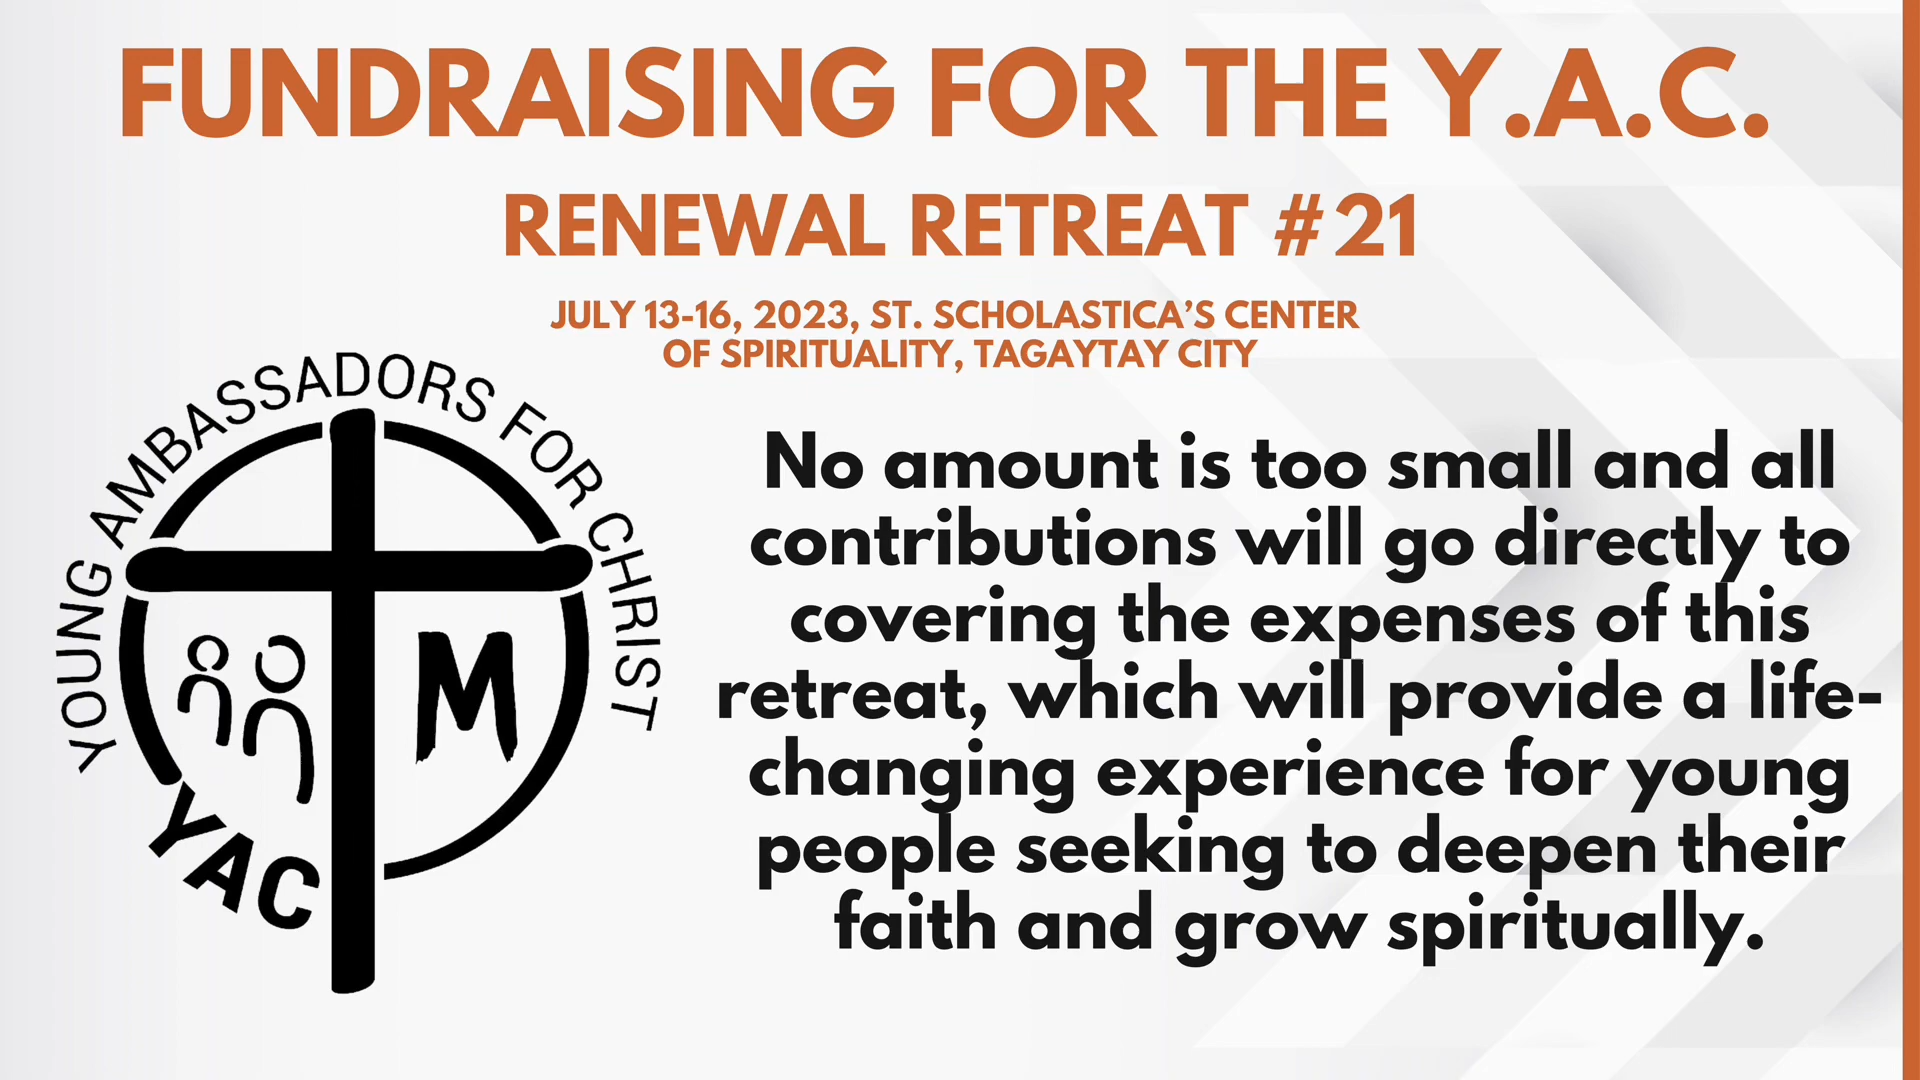 FUNDRAISING FOR THE Y.A.C.
RENEWAL RETREAT #21
JULY 13-16, 2023, ST. SCHOLASTICA’S CENTER
OF SPIRITUALITY, TAGAYTAY CITY
YOUNG AMBASSADORS FOR CHRIST
M
YAC
No amount is too small and all
contributions will go directly to
covering the expenses of this
retreat, which will provide a life-
changing experience for young
people seeking to deepen their
faith and grow spiritually.